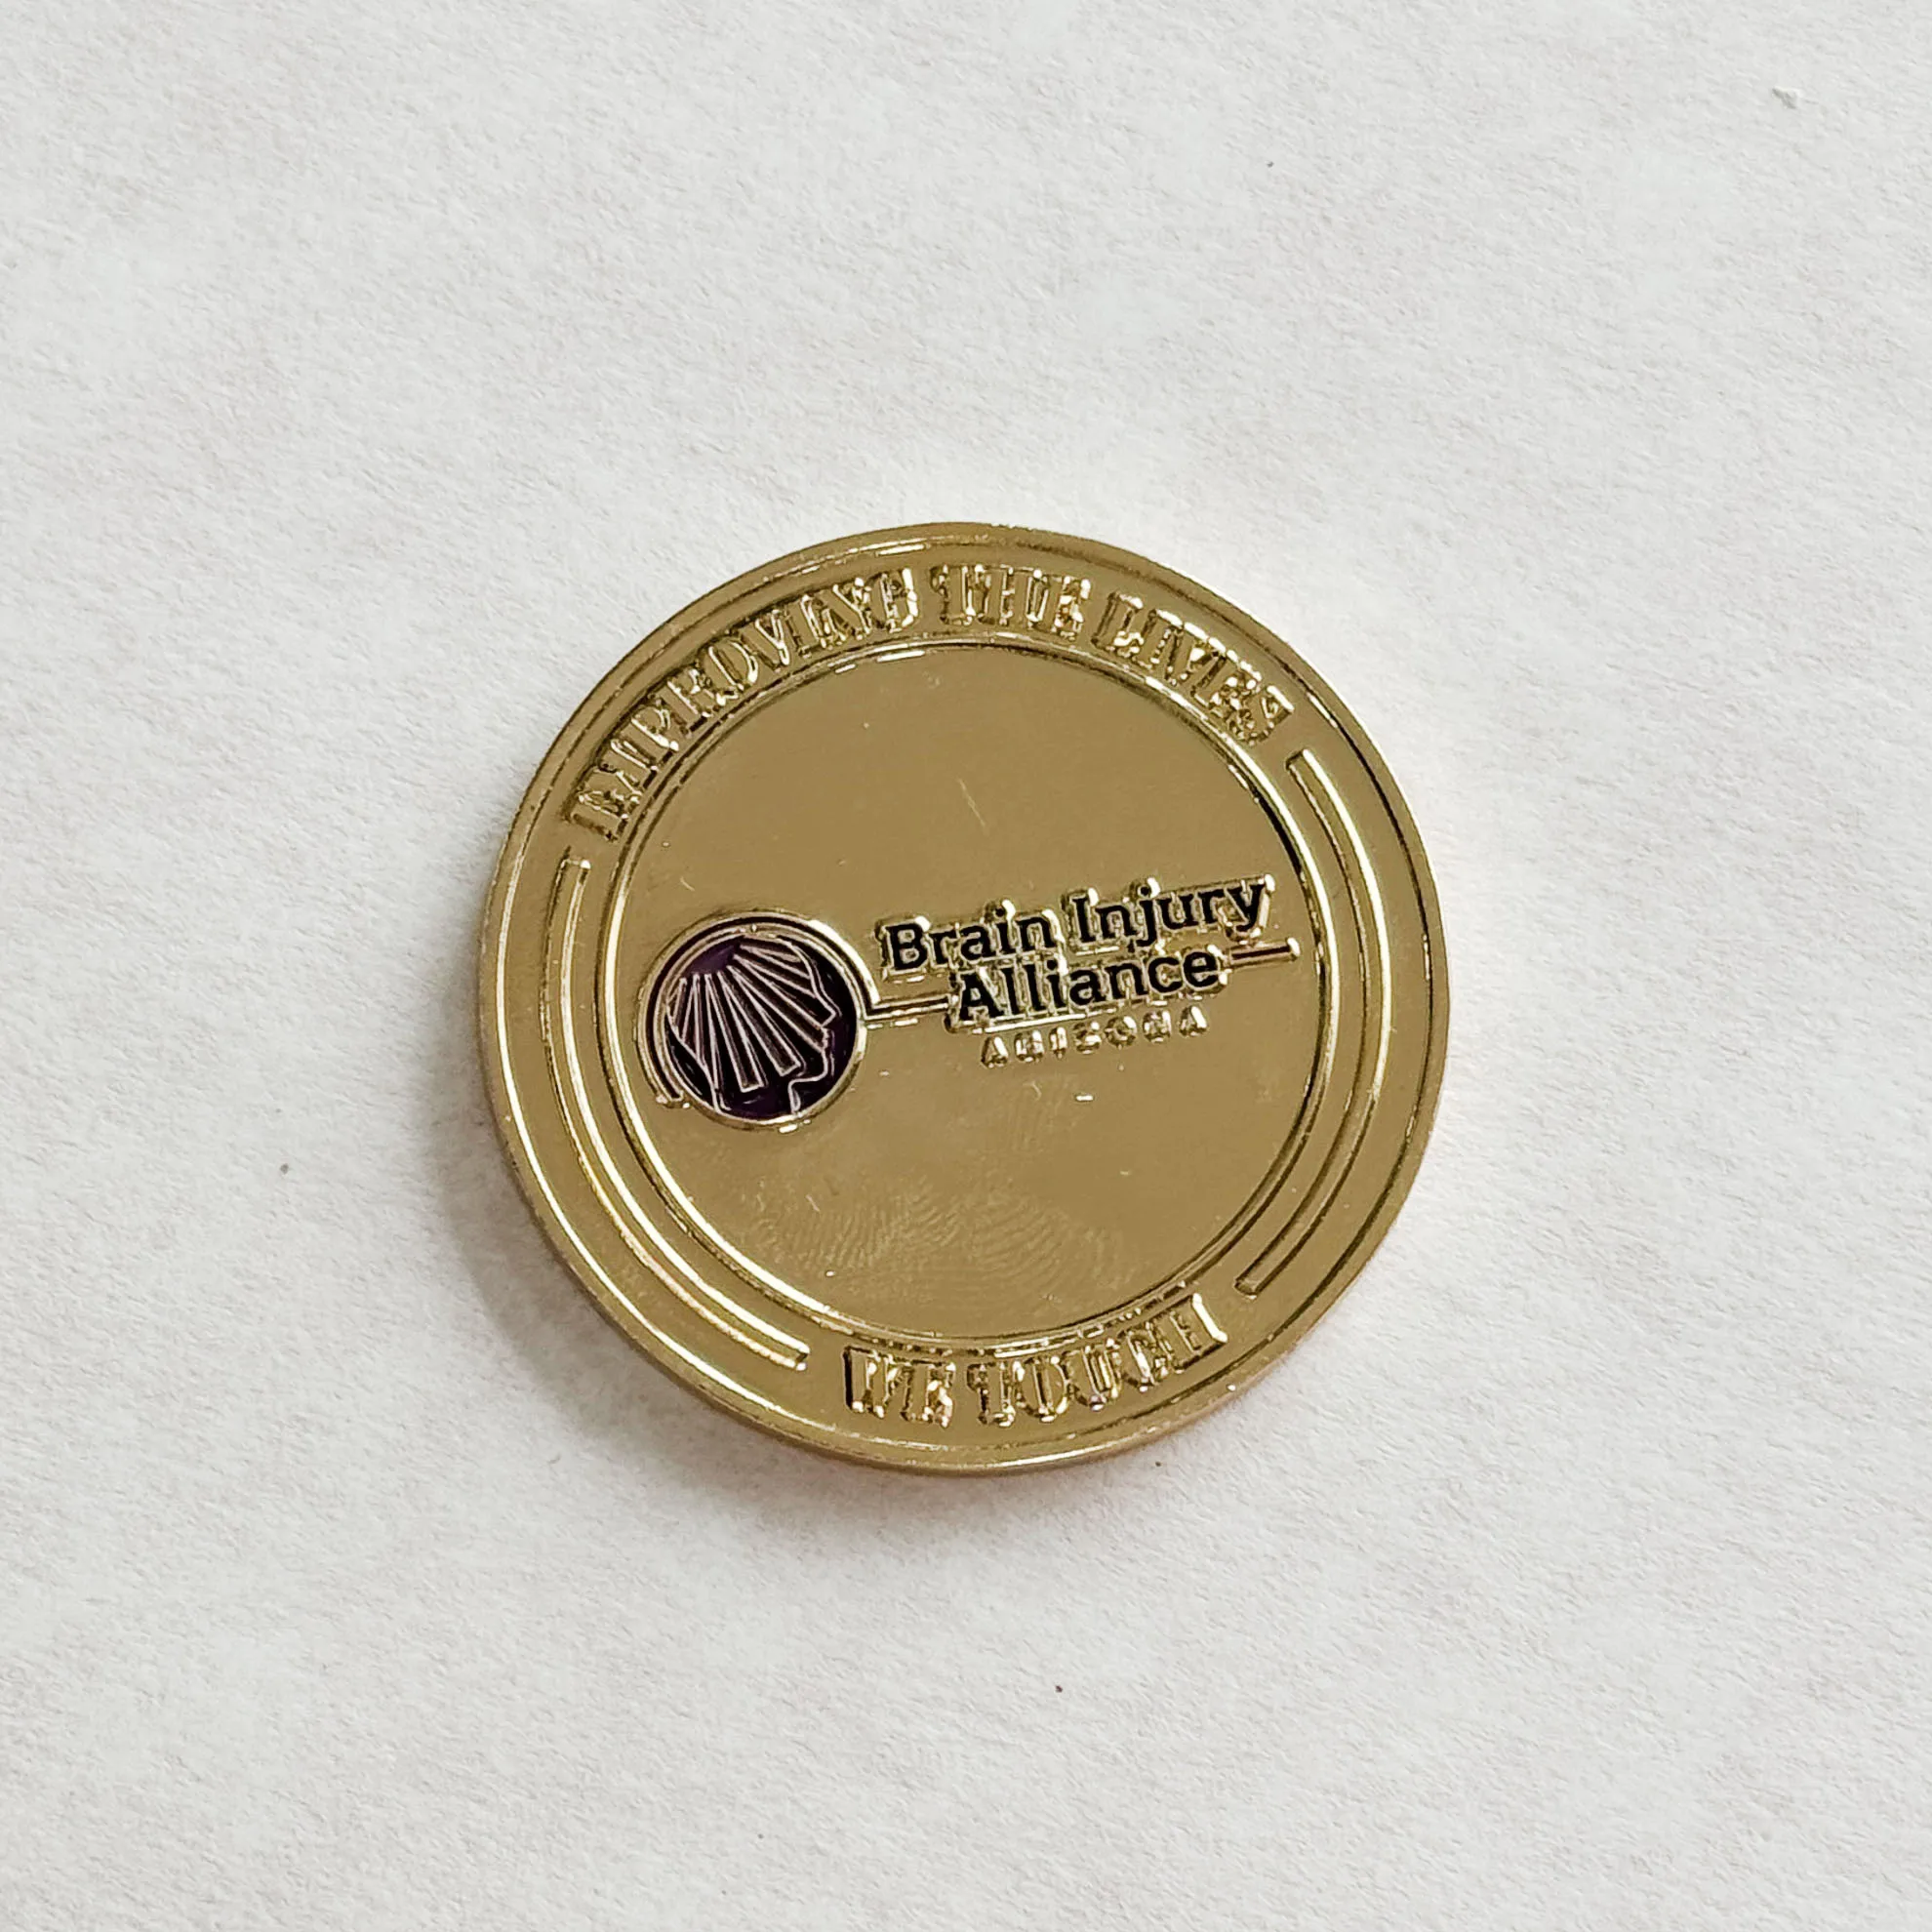 IMPROVING THE LIVES
Brain Injury
Alliance
ARIZONA
WE TOUCH